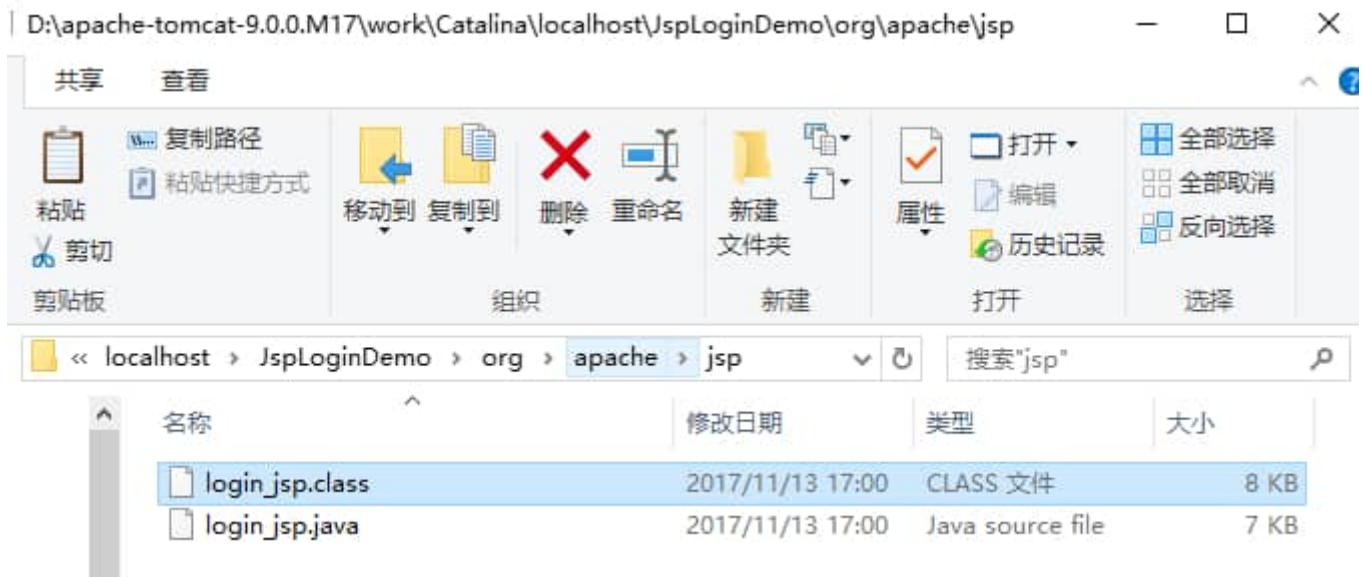 D:\apache-tomcat-9.0.0.M17\work\Catalina\localhost\JspLoginDemo\org\apache\jsp
共享 查看
复制路径
粘贴快捷方式
粘贴
剪切
移动到 复制到 删除 重命名
新建
文件夹
属性
打开
编辑
历史记录
全部选择
全部取消
反向选择
剪贴板 组织 新建 打开 选择
« localhost › JspLoginDemo › org › apache › jsp 搜索"jsp"
名称 修改日期 类型 大小
login_jsp.class 2017/11/13 17:00 CLASS 文件 8 KB
login_jsp.java 2017/11/13 17:00 Java source file 7 KB